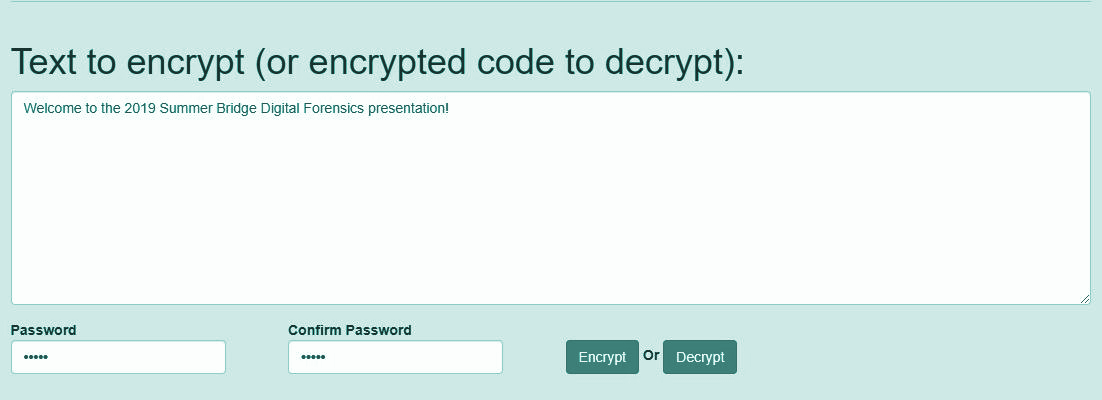 Text to encrypt (or encrypted code to decrypt):
Welcome to the 2019 Summer Bridge Digital Forensics presentation!
Password Confirm Password
••••• ••••• Encrypt Or Decrypt